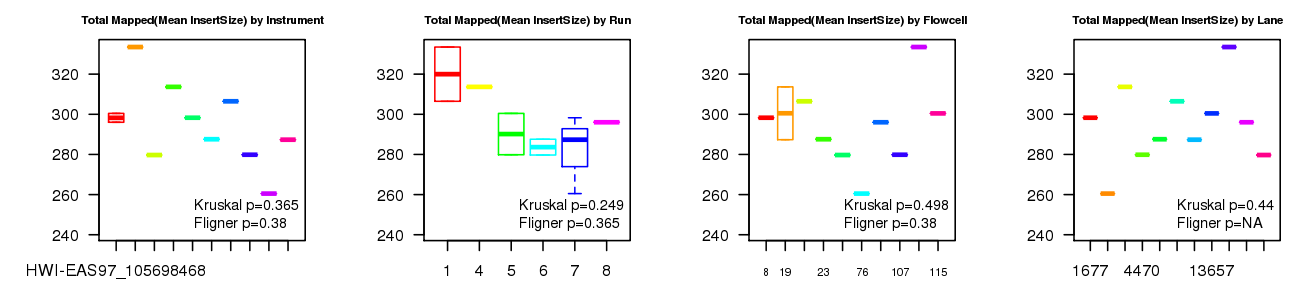 Total Mapped(Mean InsertSize) by Instrument
320
300
280
260
240
Kruskal p=0.365
Fligner p=0.38
HWI-EAS97_105698468
Total Mapped(Mean InsertSize) by Run
320
300
280
260
240
Kruskal p=0.249
Fligner p=0.365
1 4 5 6 7 8
Total Mapped(Mean InsertSize) by Flowcell
320
300
280
260
240
Kruskal p=0.498
Fligner p=0.38
8 19 23 76 107 115
Total Mapped(Mean InsertSize) by Lane
320
300
280
260
240
Kruskal p=0.44
Fligner p=NA
1677 4470 13657